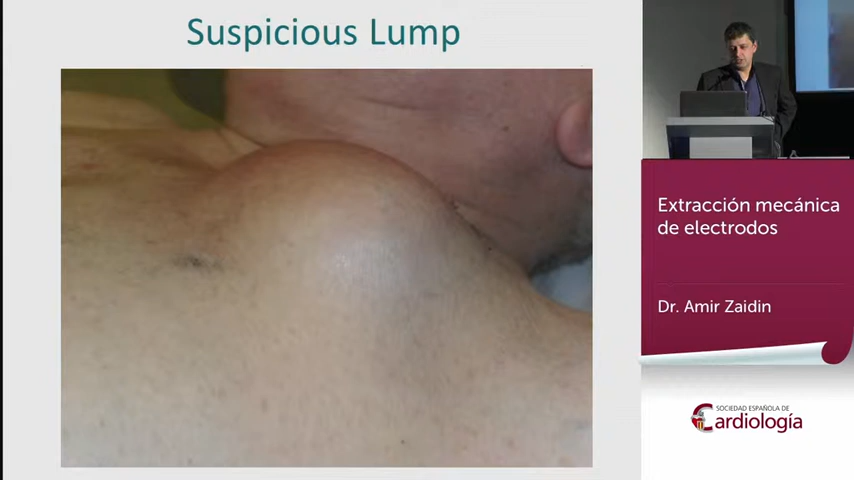 Suspicious Lump
Extracción mecánica
de electrodos
Dr. Amir Zaidin
SOCIEDAD ESPAÑOLA DE
Cardiología